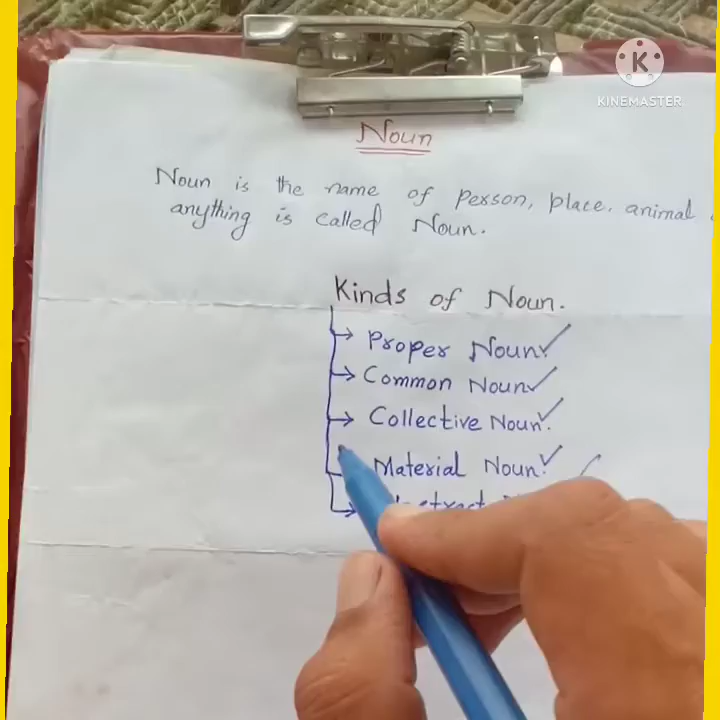 KINEMASTER
Noun
Noun is the name of person, place, animal
anything is called Noun.
Kinds of Noun.
Proper Noun
Common Noun
Collective Noun.
Material Noun.